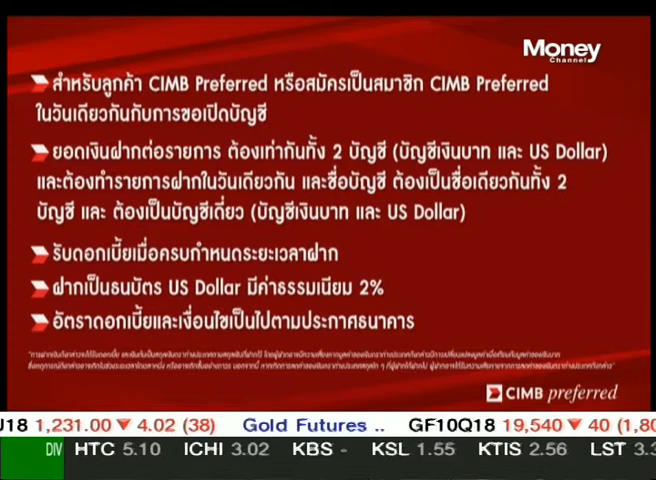 Money
Channel
สำหรับลูกค้า CIMB Preferred หรือสมัครเป็นสมาชิก CIMB Preferred
ในวันเดียวกันกับการขอเปิดบัญชี
ยอดเงินฝากต่อรายการ ต้องเท่ากันทั้ง 2 บัญชี (บัญชีเงินบาท และ US Dollar)
และต้องทำรายการฝากในวันเดียวกัน และชื่อบัญชี ต้องเป็นชื่อเดียวกันทั้ง 2
บัญชี และ ต้องเป็นบัญชีเดี่ยว (บัญชีเงินบาท และ US Dollar)
รับดอกเบี้ยเมื่อครบกำหนดระยะเวลาฝาก
ฝากเป็นธนบัตร US Dollar มีค่าธรรมเนียม 2%
อัตราดอกเบี้ยและเงื่อนไขเป็นไปตามประกาศธนาคาร
CIMB preferred
J18 1,231.00 ▼ 4.02 (38) Gold Futures .. GF10Q18 19,540 ▼ 40 (1,80
DIV HTC 5.10 ICHI 3.02 KBS - KSL 1.55 KTIS 2.56 LST 3.3